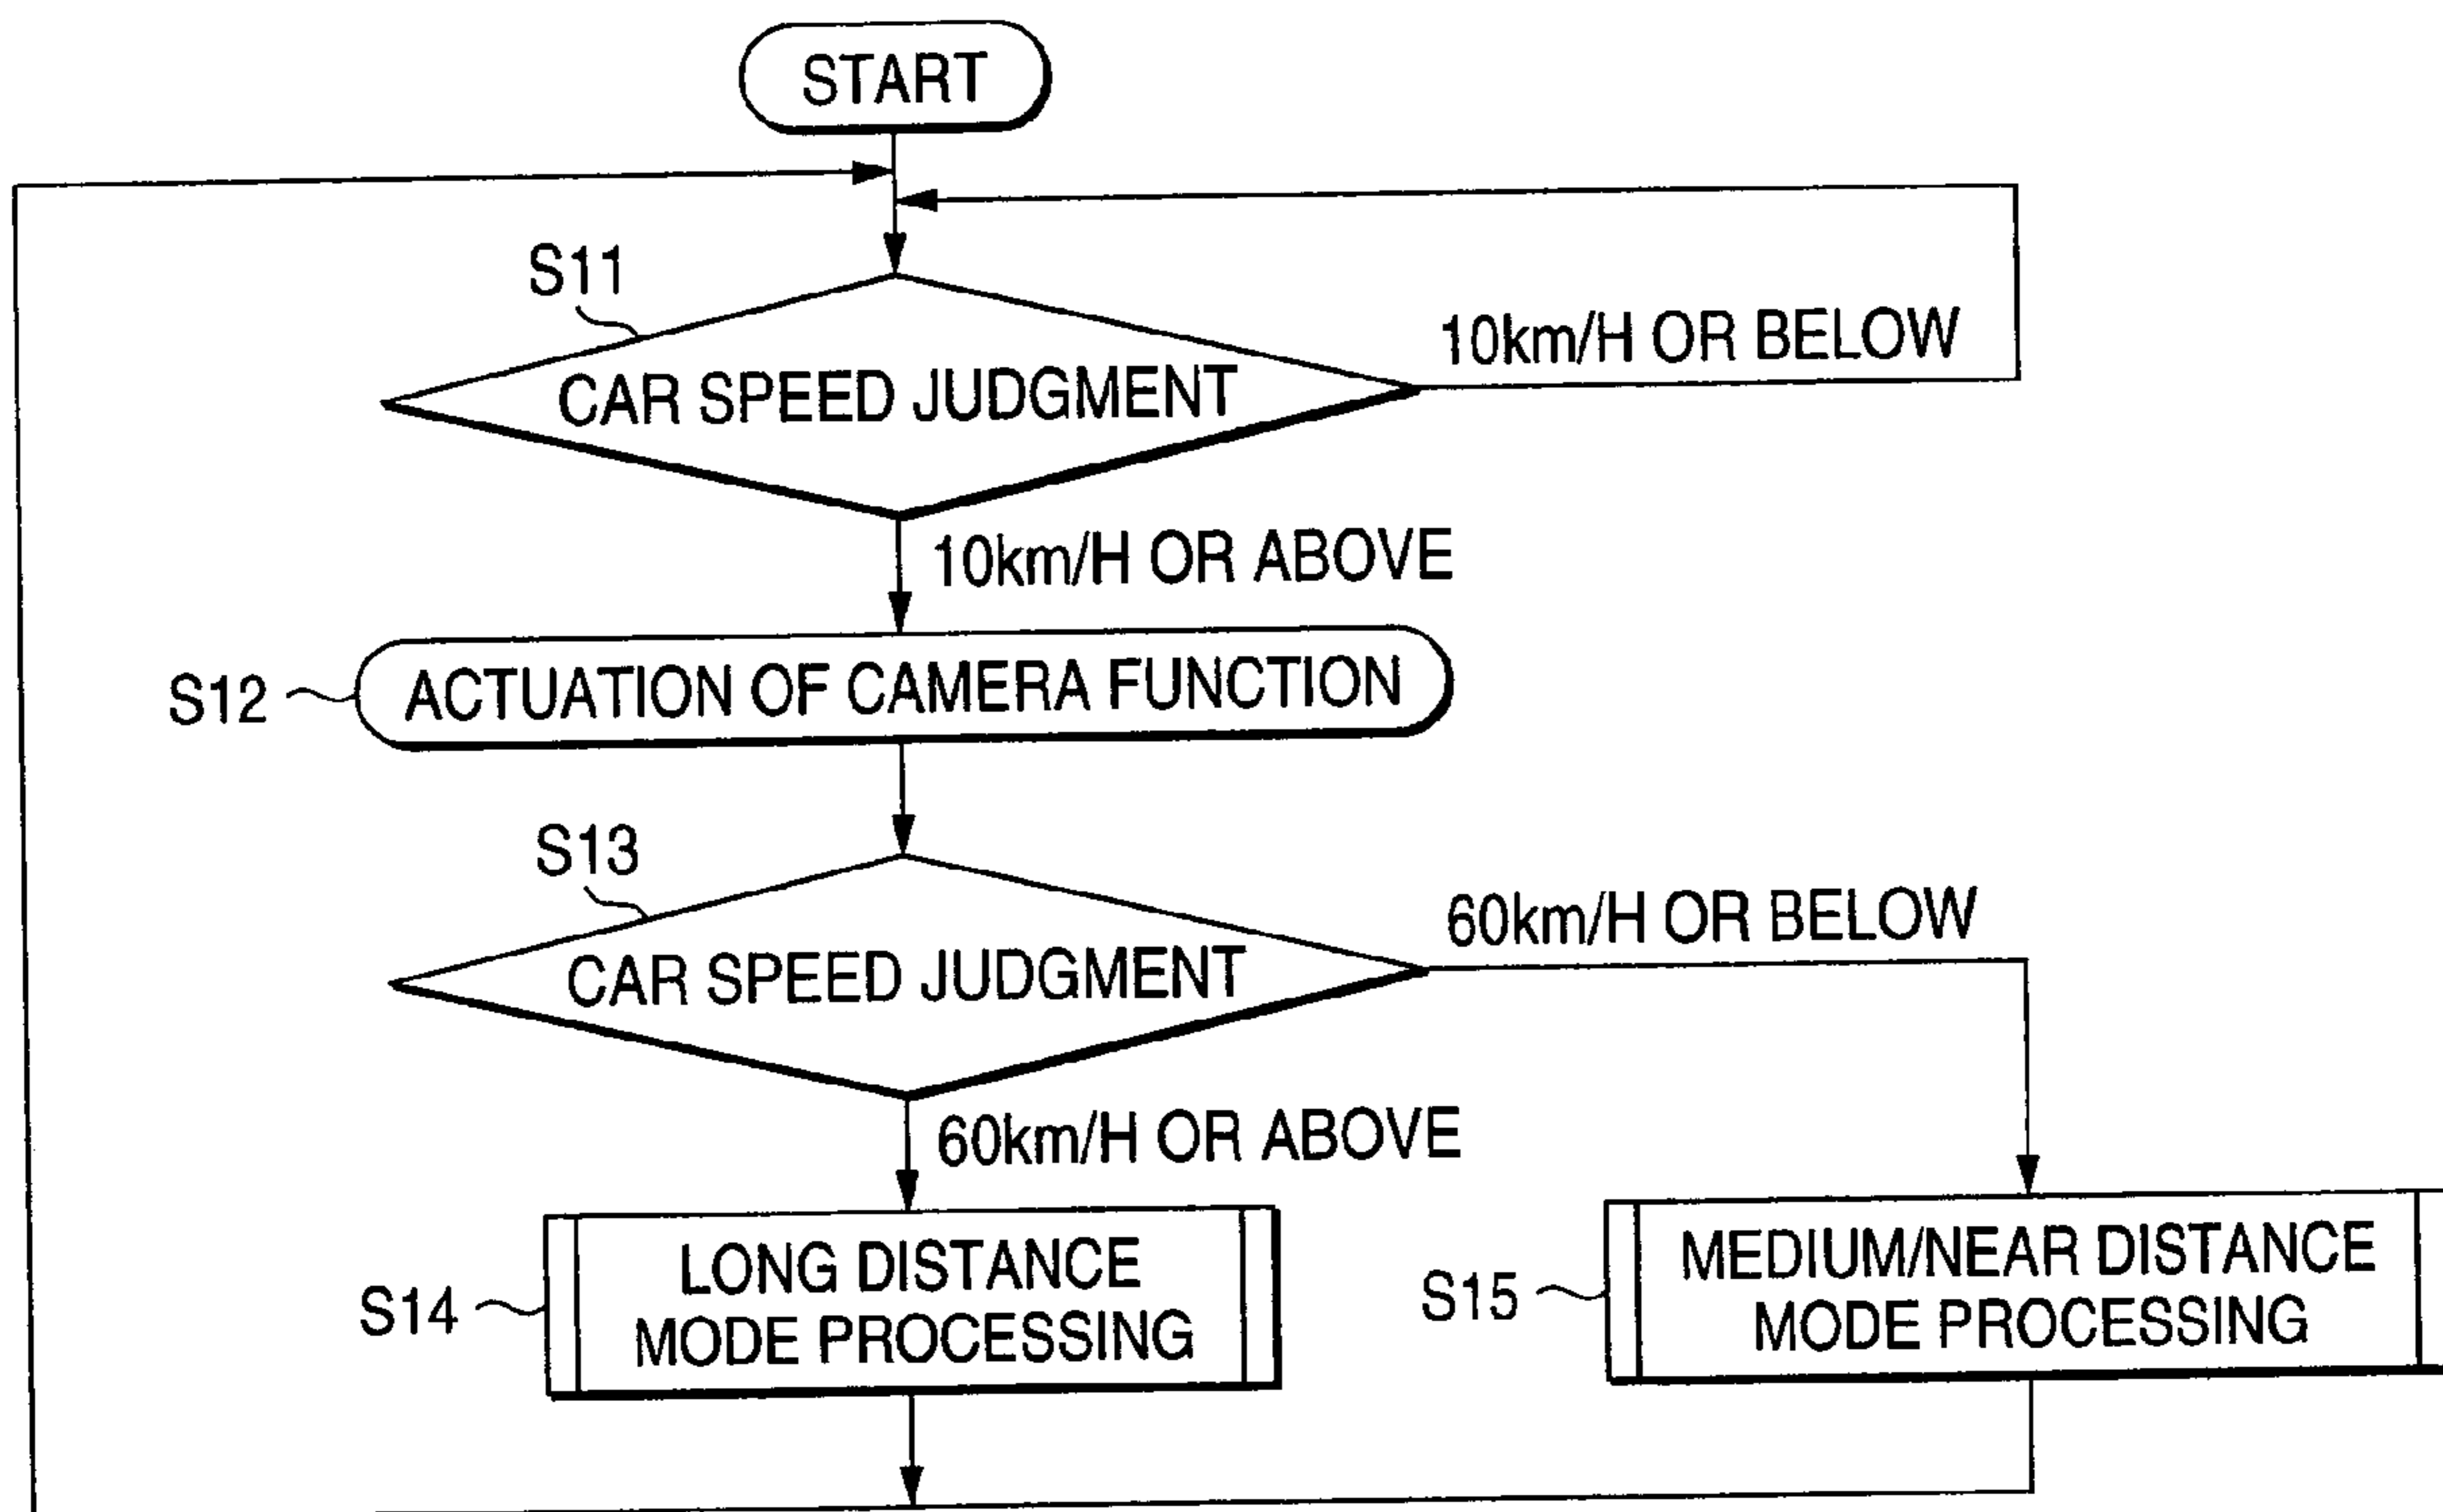 START
S11
10km/H OR BELOW
CAR SPEED JUDGMENT
10km/H OR ABOVE
S12
ACTUATION OF CAMERA FUNCTION
S13
60km/H OR BELOW
CAR SPEED JUDGMENT
60km/H OR ABOVE
S14
LONG DISTANCE
MODE PROCESSING
S15
MEDIUM/NEAR DISTANCE
MODE PROCESSING